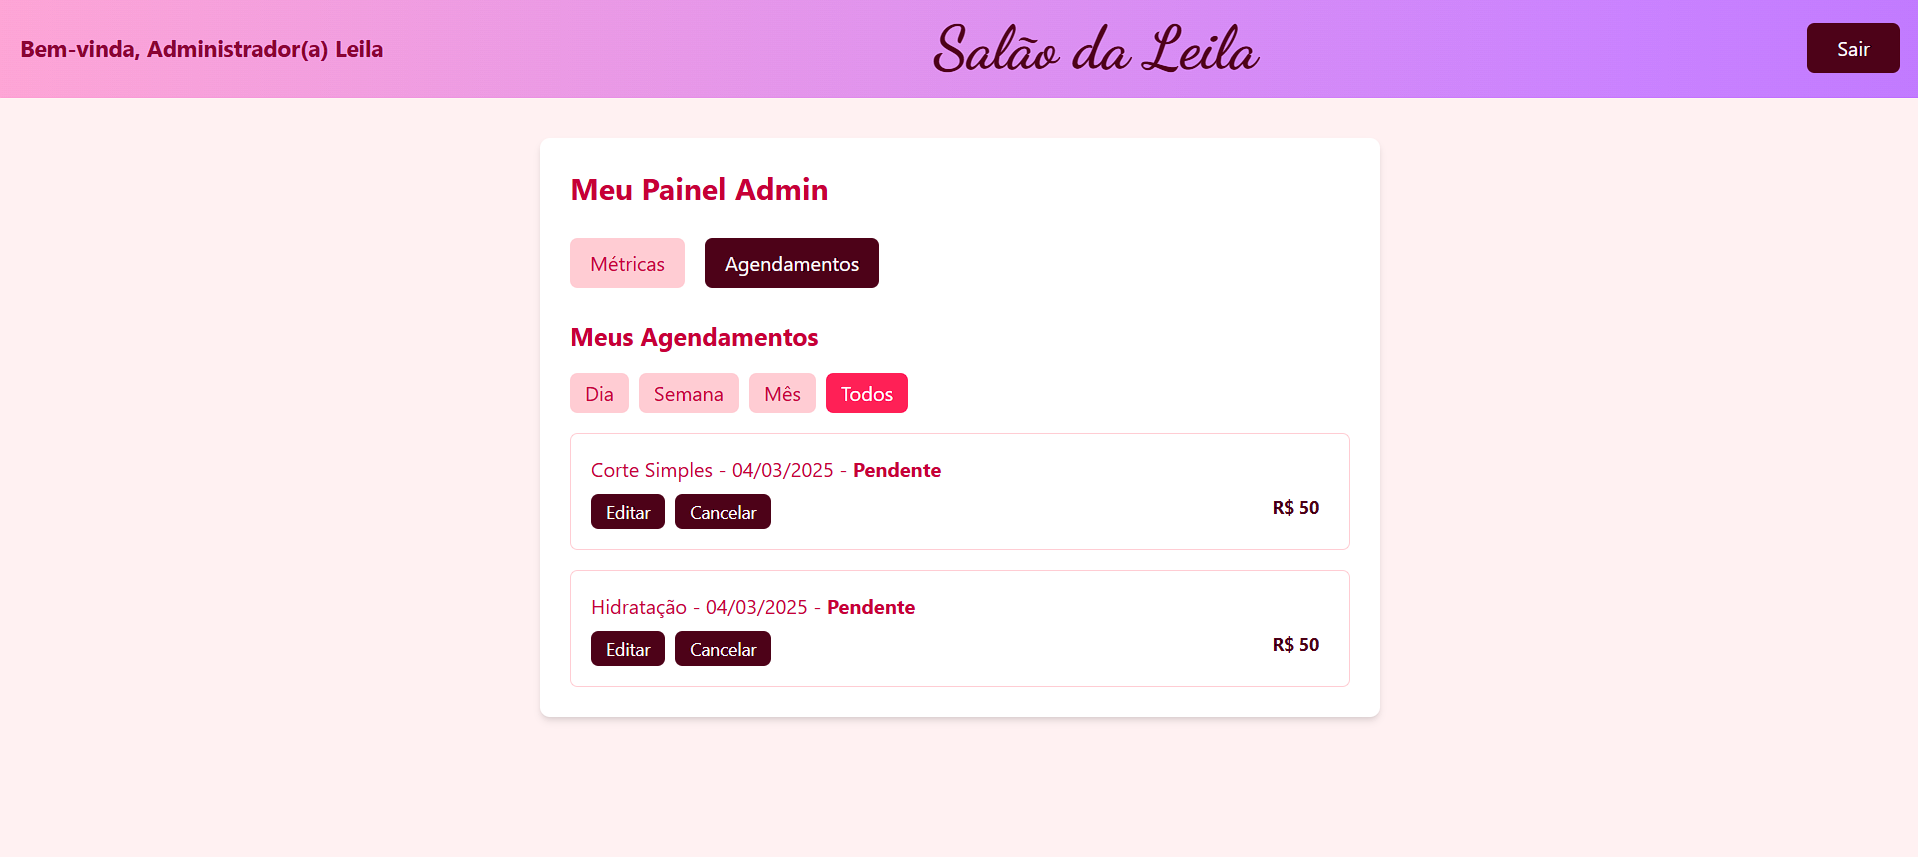 Bem-vinda, Administrador(a) Leila
Salão da Leila
Sair
Meu Painel Admin
Métricas
Agendamentos
Meus Agendamentos
Dia
Semana
Mês
Todos
Corte Simples - 04/03/2025 - Pendente
Editar
Cancelar
R$ 50
Hidratação - 04/03/2025 - Pendente
Editar
Cancelar
R$ 50